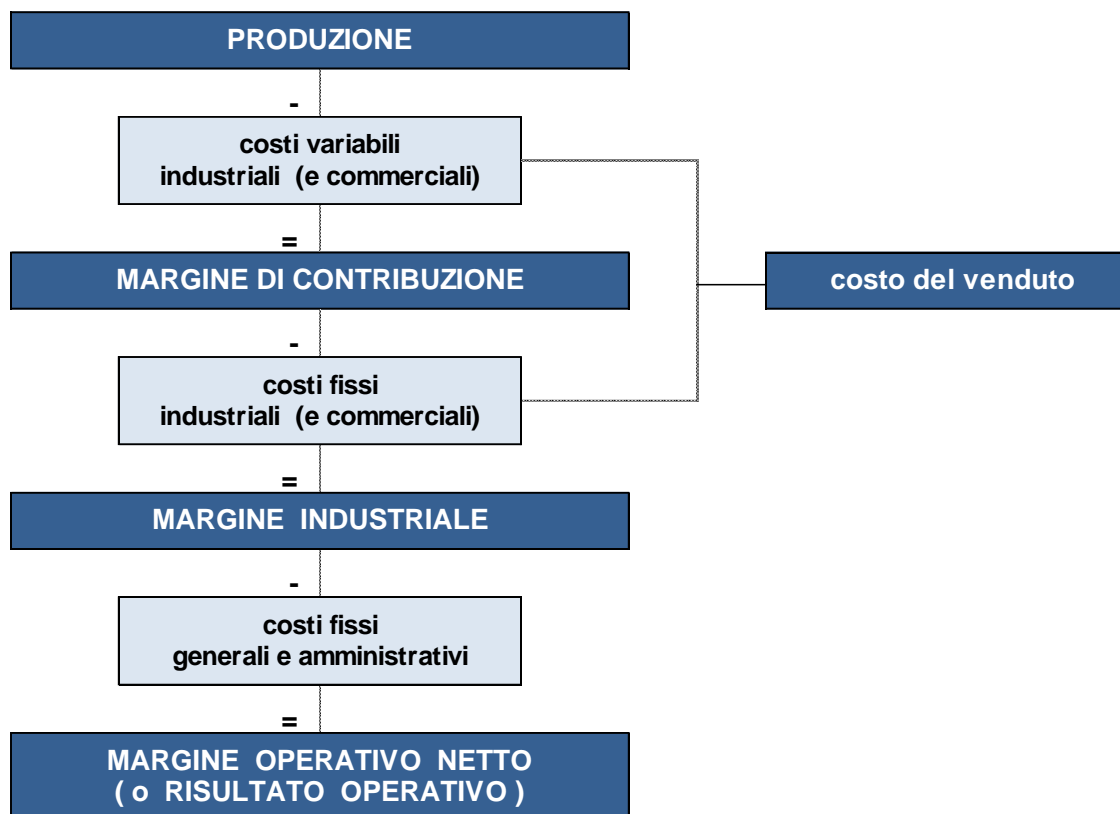 PRODUZIONE
-
costi variabili
industriali (e commerciali)
=
MARGINE DI CONTRIBUZIONE
costo del venduto
-
costi fissi
industriali (e commerciali)
=
MARGINE INDUSTRIALE
-
costi fissi
generali e amministrativi
=
MARGINE OPERATIVO NETTO
( o RISULTATO OPERATIVO )